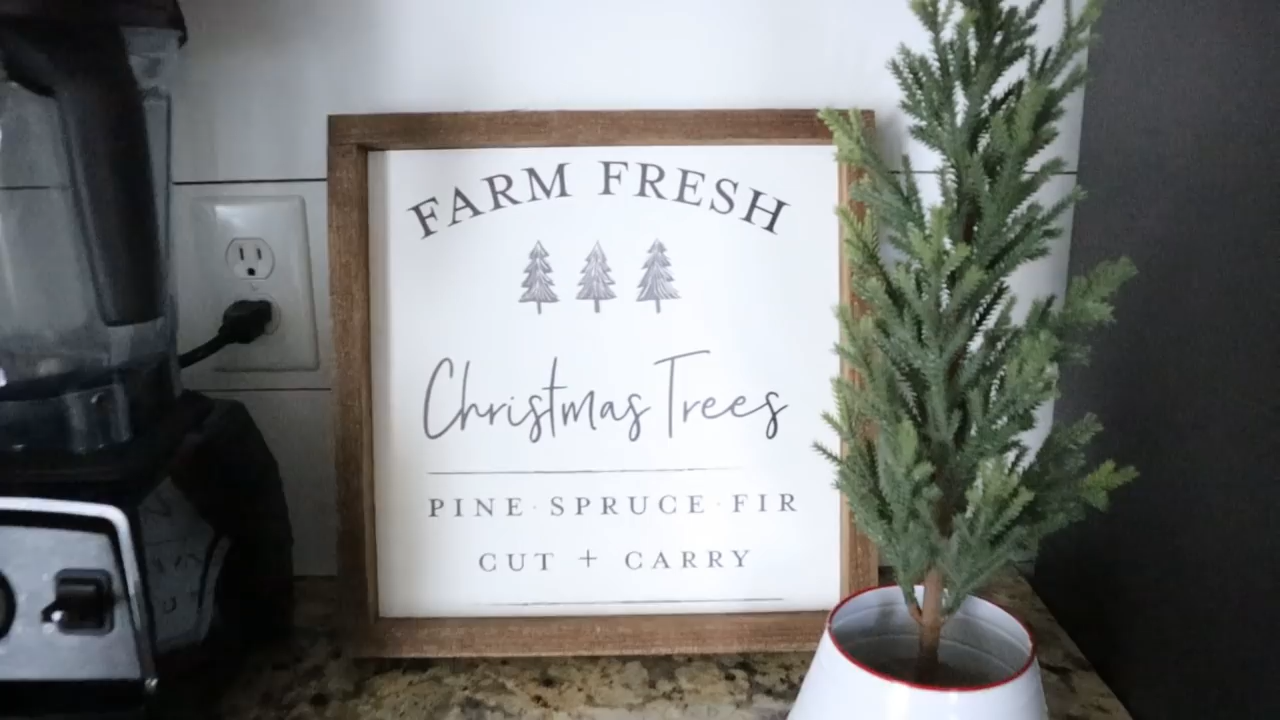 FARM FRESH
Christmas Trees
PINE · SPRUCE · FIR
CUT + CARRY